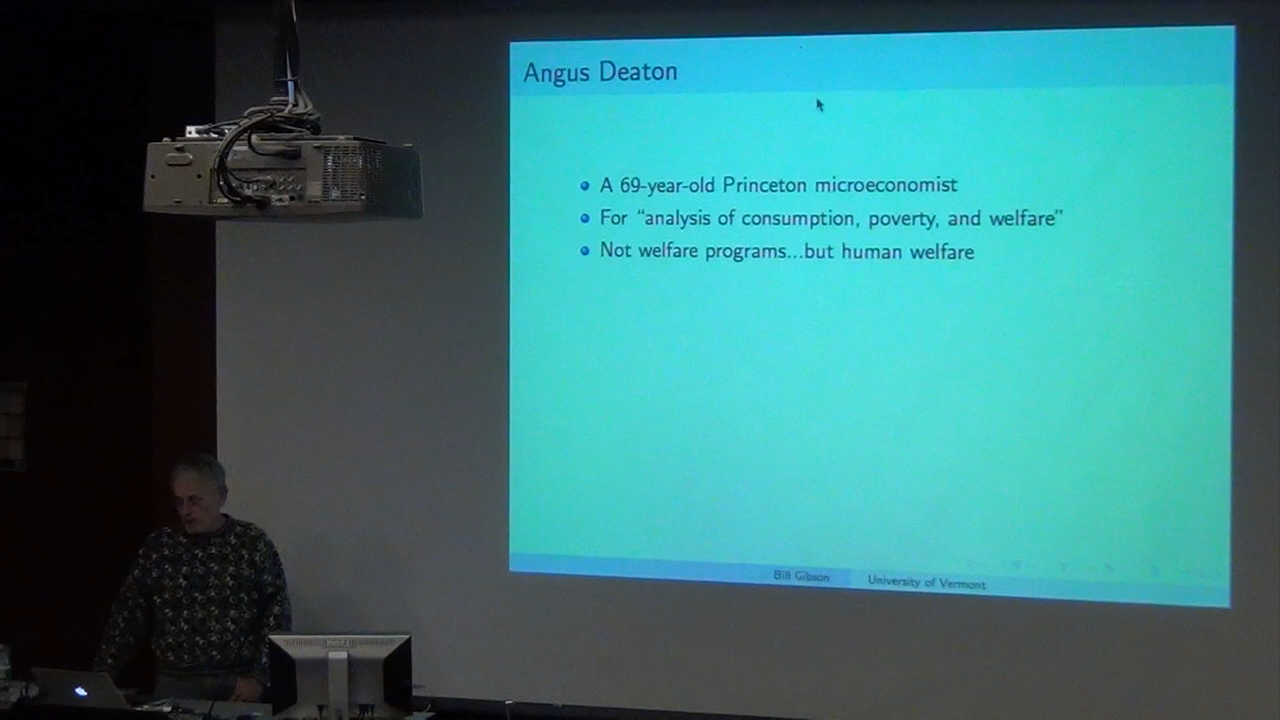 Angus Deaton
A 69-year-old Princeton microeconomist
For “analysis of consumption, poverty, and welfare”
Not welfare programs...but human welfare
Bill Gibson University of Vermont